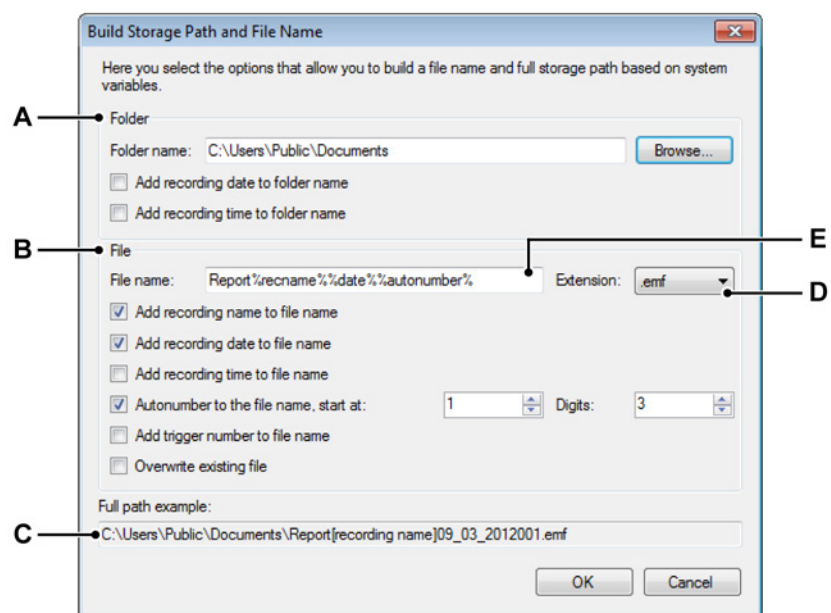 Build Storage Path and File Name
Here you select the options that allow you to build a file name and full storage path based on system
variables.
A
Folder
Folder name: C:\Users\Public\Documents Browse...
Add recording date to folder name
Add recording time to folder name
B
File
E
File name: Report%recname%%date%%autonumber% Extension: .emf
D
Add recording name to file name
Add recording date to file name
Add recording time to file name
Autonumber to the file name, start at: 1 Digits: 3
Add trigger number to file name
Overwrite existing file
Full path example:
C
C:\Users\Public\Documents\Report[recording name]09_03_2012001.emf
OK Cancel